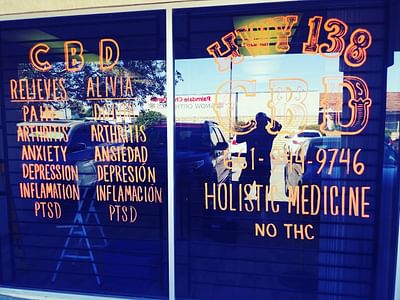 CBD
RELIEVES ALIVIA
PAIN DOLOR
ARTHRITIS ARTHRITIS
ANXIETY ANSIEDAD
DEPRESSION DEPRESIÓN
INFLAMATION INFLAMACIÓN
PTSD PTSD
HWY 138
CBD
9746
HOLISTIC MEDICINE
NO THC